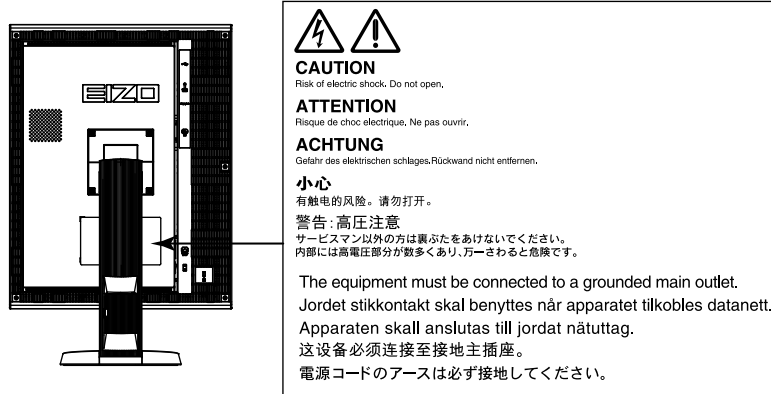 EIZO
CAUTION
Risk of electric shock. Do not open.
ATTENTION
Risque de choc electrique. Ne pas ouvrir.
ACHTUNG
Gefahr des elektrischen schlages.Rückwand nicht entfernen.
小心
有触电的风险。请勿打开。
警告:高圧注意
サービスマン以外の方は裏ぶたをあけないでください。
内部には高電圧部分が数多くあり、万一さわると危険です。
The equipment must be connected to a grounded main outlet.
Jordet stikkontakt skal benyttes når apparatet tilkobles datanett.
Apparaten skall anslutas till jordat nätuttag.
这设备必须连接至接地主插座。
電源コードのアースは必ず接地してください。